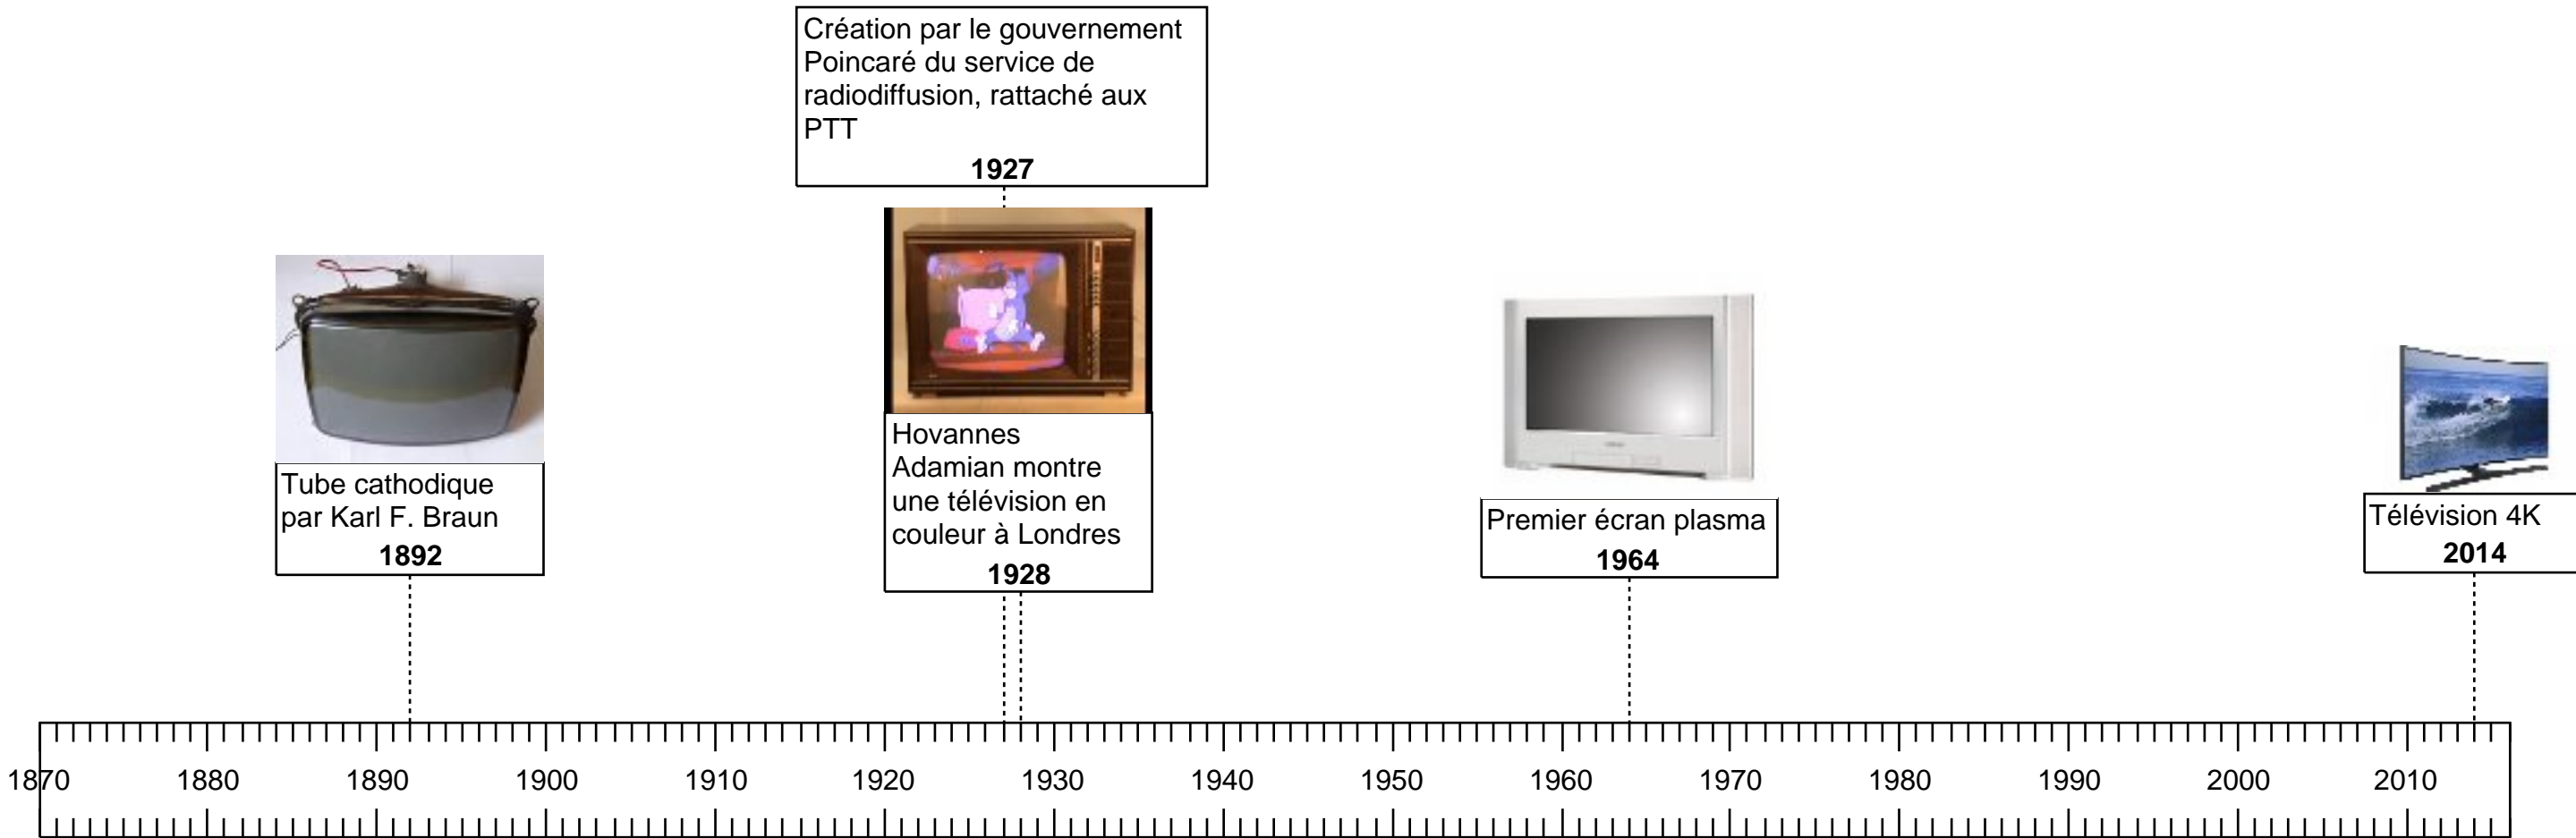 Création par le gouvernement
Poincaré du service de
radiodiffusion, rattaché aux
PTT
1927
Tube cathodique
par Karl F. Braun
1892
Hovannes
Adamian montre
une télévision en
couleur à Londres
1928
Premier écran plasma
1964
Télévision 4K
2014
1870 1880 1890 1900 1910 1920 1930 1940 1950 1960 1970 1980 1990 2000 2010